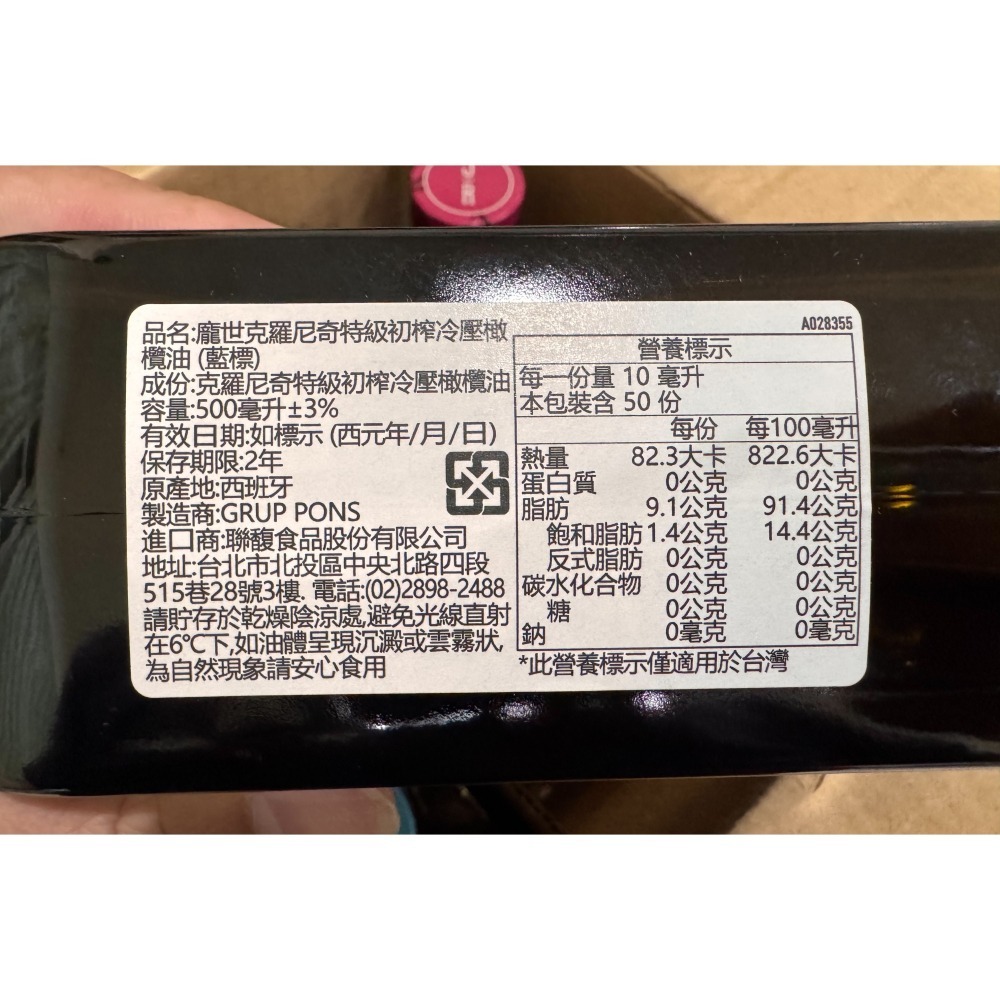 品名:龐世克羅尼奇特級初榨冷壓橄
欖油 (藍標)
成份:克羅尼奇特級初榨冷壓橄欖油
容量:500毫升±3%
有效日期:如標示 (西元年/月/日)
保存期限:2年
原產地:西班牙
製造商:GRUP PONS
進口商:聯馥食品股份有限公司
地址:台北市北投區中央北路四段
515巷28號3樓. 電話:(02)2898-2488
請貯存於乾燥陰涼處,避免光線直射
在6℃下,如油體呈現沉澱或雲霧狀,
為自然現象請安心食用
A028355
營養標示
每一份量 10 毫升
本包裝含 50 份
每份 每100毫升
熱量 82.3大卡 822.6大卡
蛋白質 0公克 0公克
脂肪 9.1公克 91.4公克
飽和脂肪 1.4公克 14.4公克
反式脂肪 0公克 0公克
碳水化合物 0公克 0公克
糖 0公克 0公克
鈉 0毫克 0毫克
*此營養標示僅適用於台灣